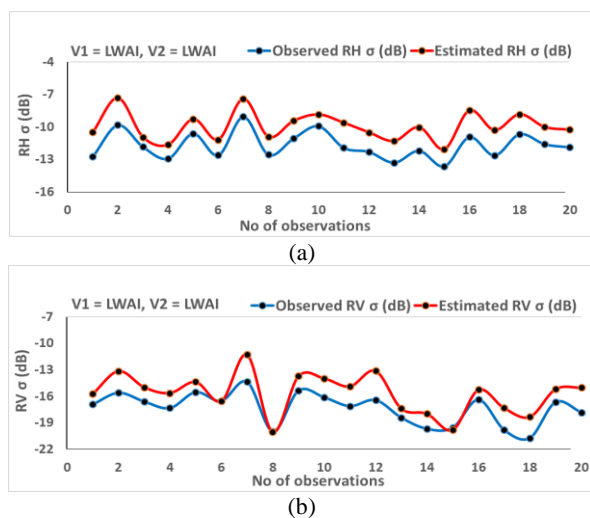 V1 = LWAI, V2 = LWAI
Observed RH σ (dB)
Estimated RH σ (dB)
-4
-7
-10
-13
-16
RH σ (dB)
0 2 4 6 8 10 12 14 16 18 20
No of observations
(a)
V1 = LWAI, V2 = LWAI
Observed RV σ (dB)
Estimated RV σ (dB)
-7
-10
-13
-16
-19
-22
RV σ (dB)
0 2 4 6 8 10 12 14 16 18 20
No of observations
(b)